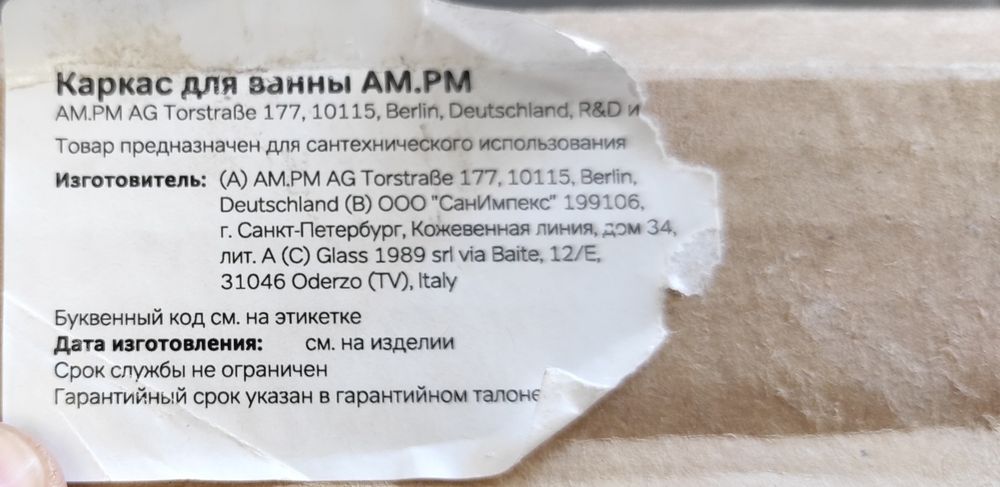 Каркас для ванны AM.PM
AM.PM AG Torstraße 177, 10115, Berlin, Deutschland, R&D и
Товар предназначен для сантехнического использования
Изготовитель: (A) AM.PM AG Torstraße 177, 10115, Berlin,
Deutschland (B) ООО "СанИмпекс" 199106,
г. Санкт-Петербург, Кожевенная линия, дом 34,
лит. А (C) Glass 1989 srl via Baite, 12/E,
31046 Oderzo (TV), Italy
Буквенный код см. на этикетке
Дата изготовления: см. на изделии
Срок службы не ограничен
Гарантийный срок указан в гарантийном талоне